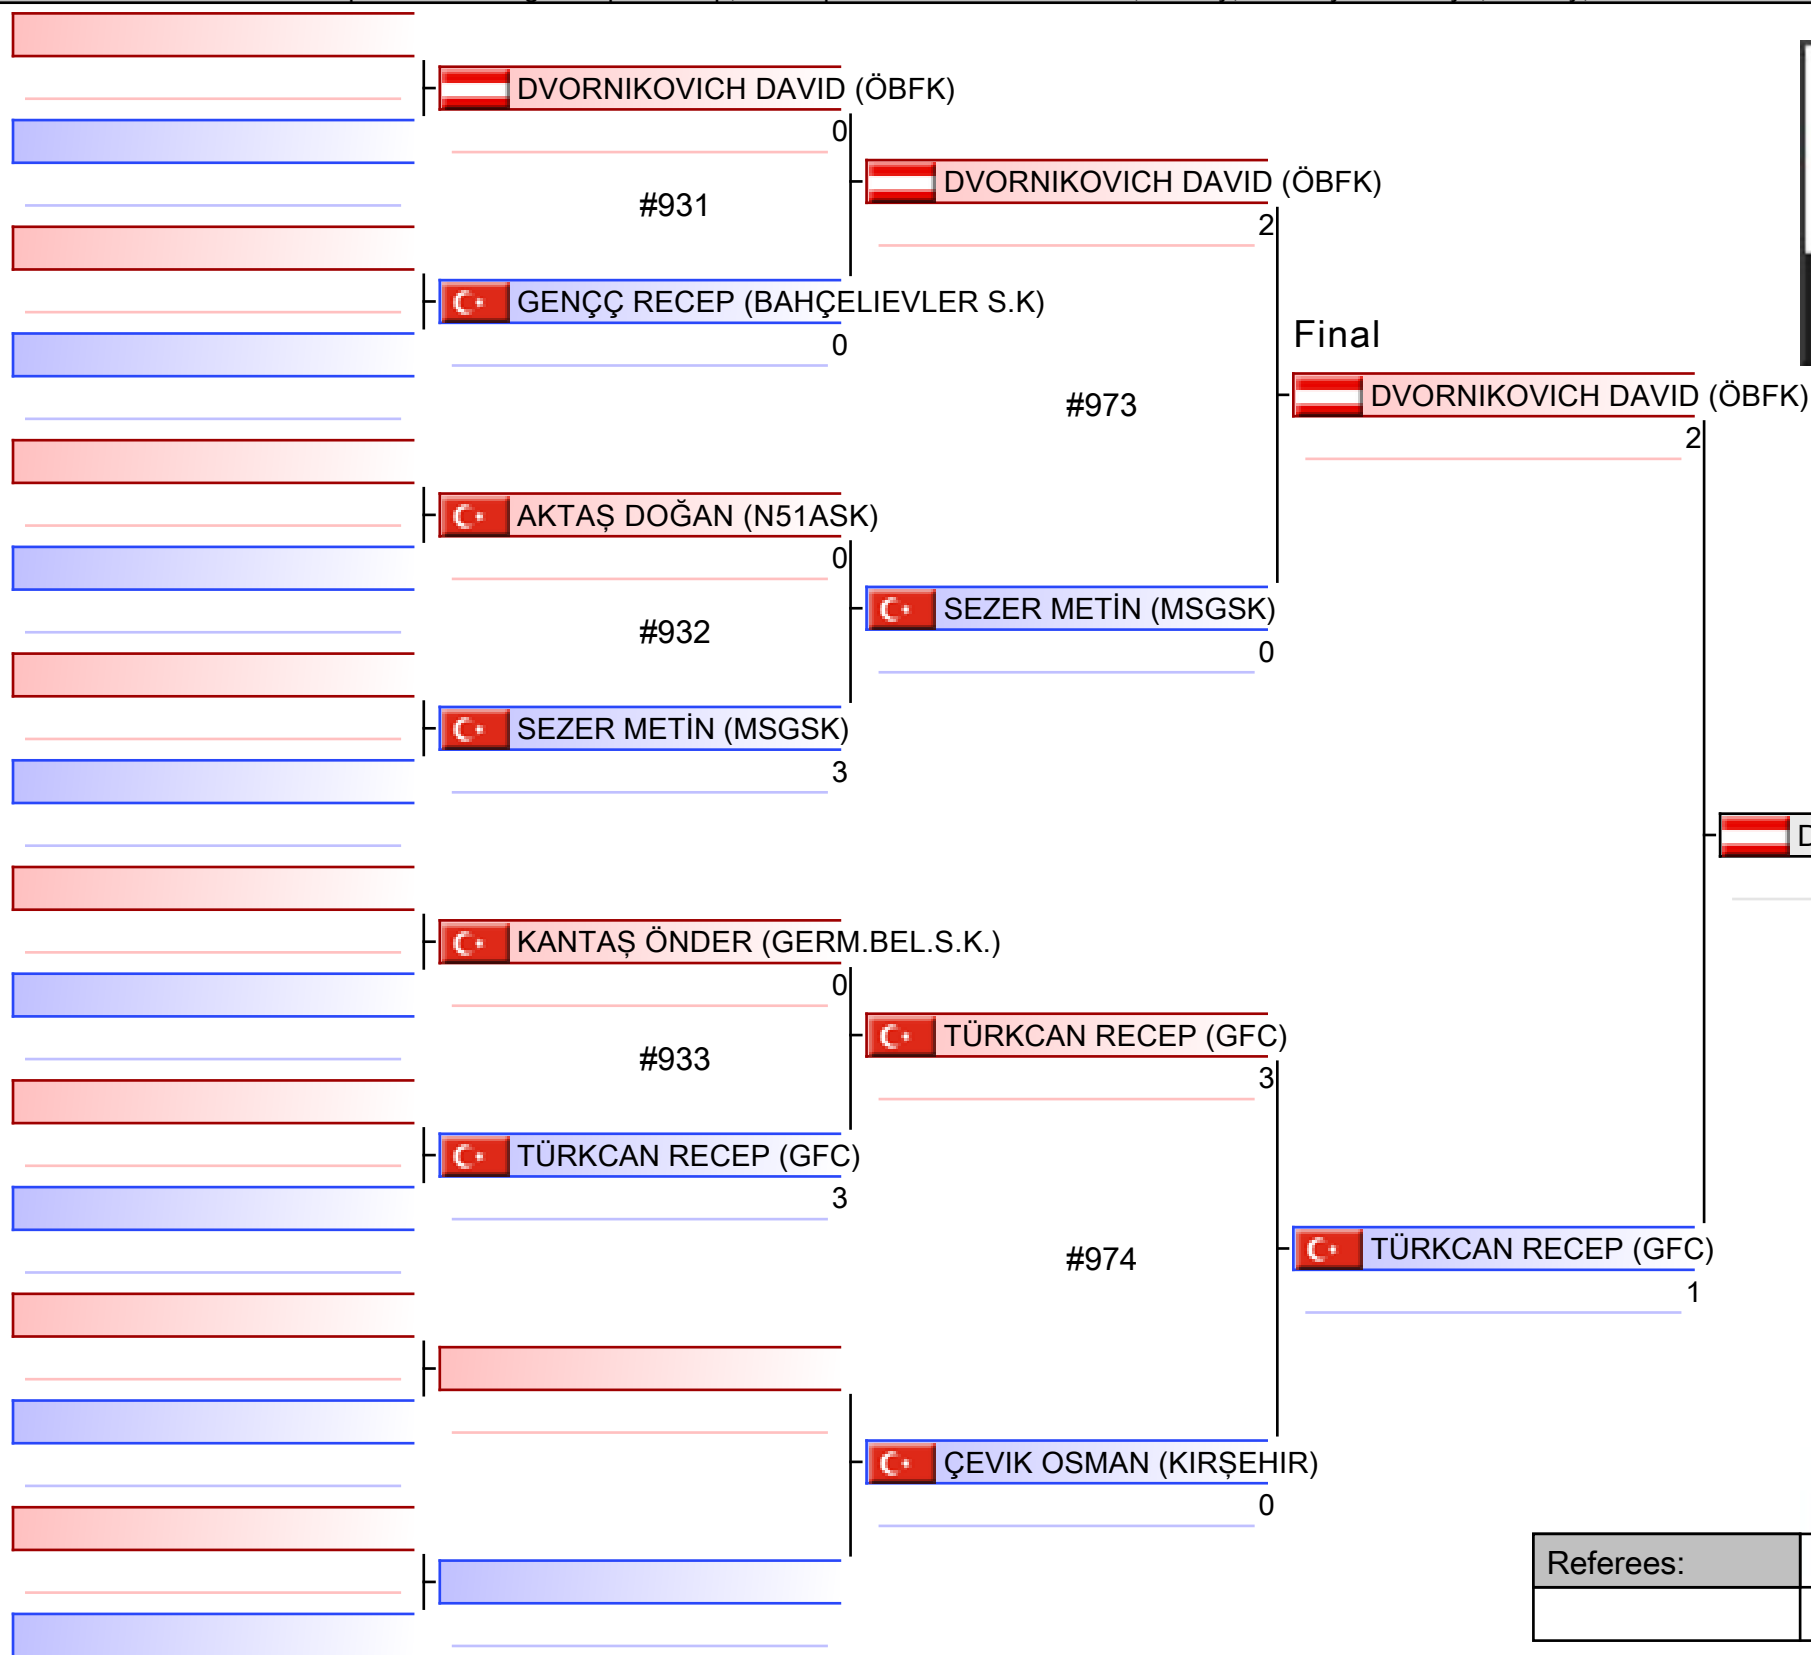 DVORNIKOVICH DAVID (ÖBFK)
0
#931
GENÇÇ RECEP (BAHÇELIEVLER S.K)
0
AKTAŞ DOĞAN (N51ASK)
0
#932
SEZER METİN (MSGSK)
3
KANTAŞ ÖNDER (GERM.BEL.S.K.)
0
#933
TÜRKCAN RECEP (GFC)
3
DVORNIKOVICH DAVID (ÖBFK)
2
#973
SEZER METİN (MSGSK)
0
TÜRKCAN RECEP (GFC)
3
#974
ÇEVIK OSMAN (KIRŞEHIR)
0
Final
DVORNIKOVICH DAVID (ÖBFK)
2
TÜRKCAN RECEP (GFC)
1
Referees: